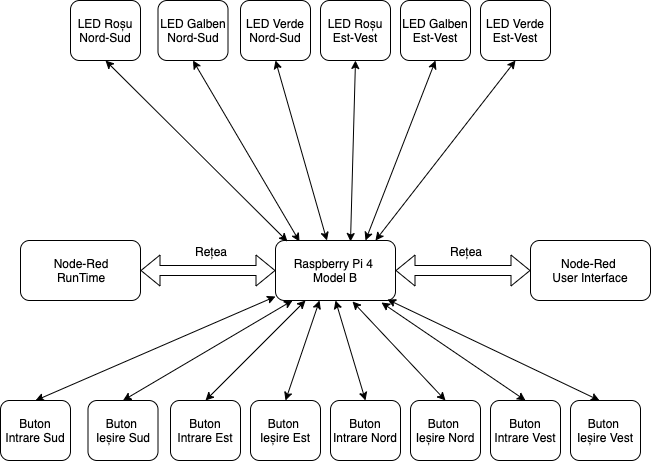 LED Roșu
Nord-Sud
LED Galben
Nord-Sud
LED Verde
Nord-Sud
LED Roșu
Est-Vest
LED Galben
Est-Vest
LED Verde
Est-Vest
Node-Red
RunTime
Rețea
Raspberry Pi 4
Model B
Rețea
Node-Red
User Interface
Buton
Intrare Sud
Buton
Ieșire Sud
Buton
Intrare Est
Buton
Ieșire Est
Buton
Intrare Nord
Buton
Ieșire Nord
Buton
Intrare Vest
Buton
Ieșire Vest